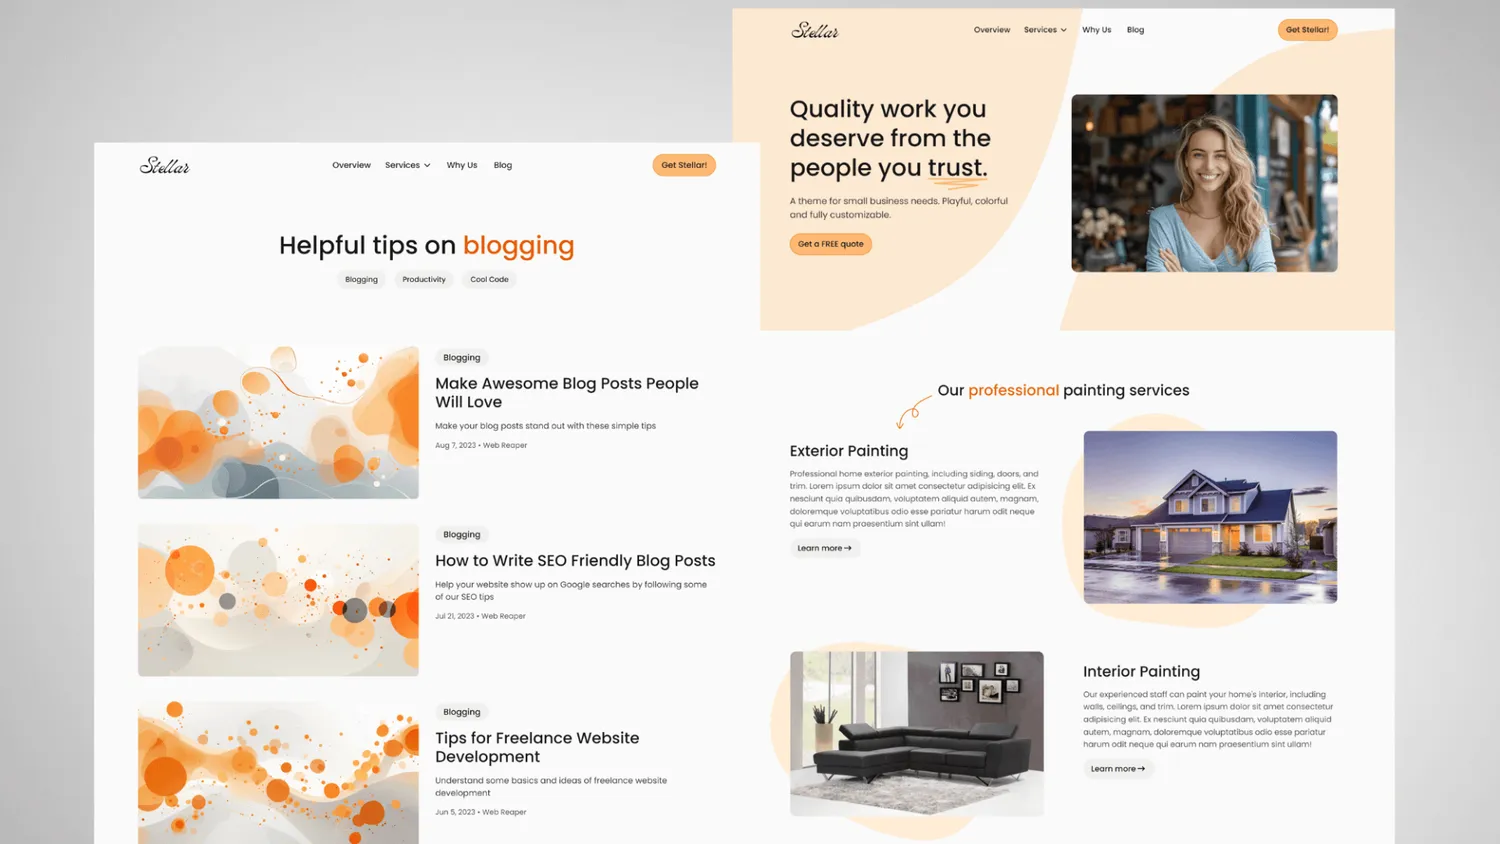 Stellar
Overview
Services
Why Us
Blog
Get Stellar!
Helpful tips on blogging
Blogging
Productivity
Cool Code
Blogging
Make Awesome Blog Posts People
Will Love
Make your blog posts stand out with these simple tips
Aug 7, 2023 • Web Reaper
Blogging
How to Write SEO Friendly Blog Posts
Help your website show up on Google searches by following some
of our SEO tips
Jul 21, 2023 • Web Reaper
Blogging
Tips for Freelance Website
Development
Understand some basics and ideas of freelance website
development
Jun 5, 2023 • Web Reaper
Stellar
Overview
Services
Why Us
Blog
Get Stellar!
Quality work you
deserve from the
people you trust.
A theme for small business needs. Playful, colorful
and fully customizable.
Get a FREE quote
Our professional painting services
Exterior Painting
Professional home exterior painting, including siding, doors, and
trim. Lorem ipsum dolor sit amet consectetur adipisicing elit. Ex
nesciunt quia quibusdam, voluptatem aliquid autem, magnam,
doloremque voluptatibus odio esse pariatur harum odit neque
qui earum nam praesentium sint ullam!
Learn more →
Interior Painting
Our experienced staff can paint your home's interior, including
walls, ceilings, and trim. Lorem ipsum dolor sit amet consectetur
adipisicing elit. Ex nesciunt quia quibusdam, voluptatem aliquid
autem, magnam, doloremque voluptatibus odio esse pariatur
harum odit neque qui earum nam praesentium sint ullam!
Learn more →